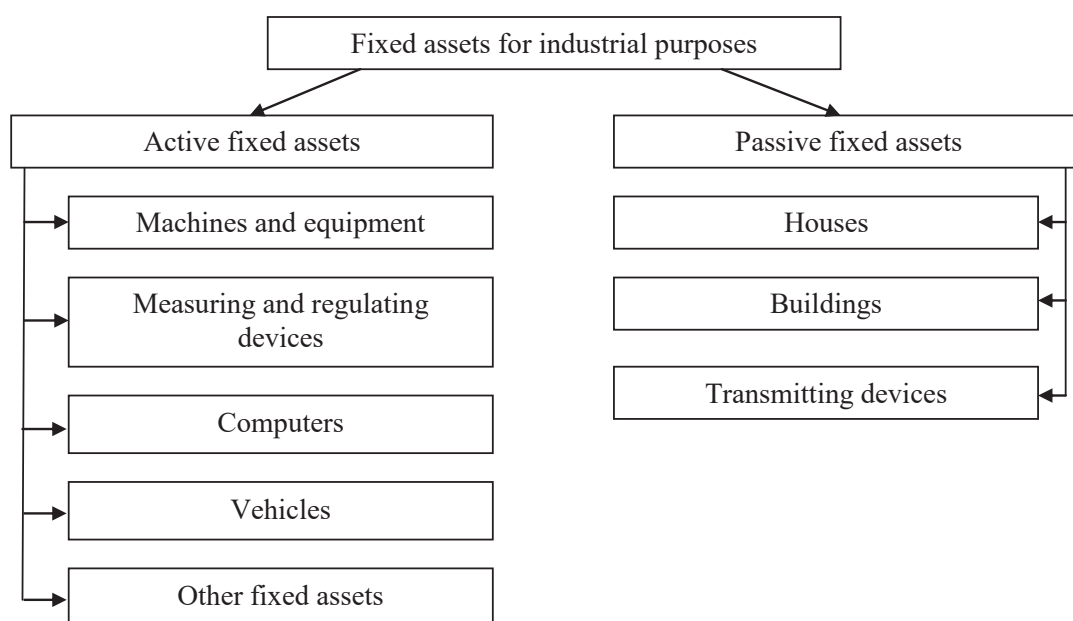 Fixed assets for industrial purposes
Active fixed assets
Machines and equipment
Measuring and regulating
devices
Computers
Vehicles
Other fixed assets
Passive fixed assets
Houses
Buildings
Transmitting devices